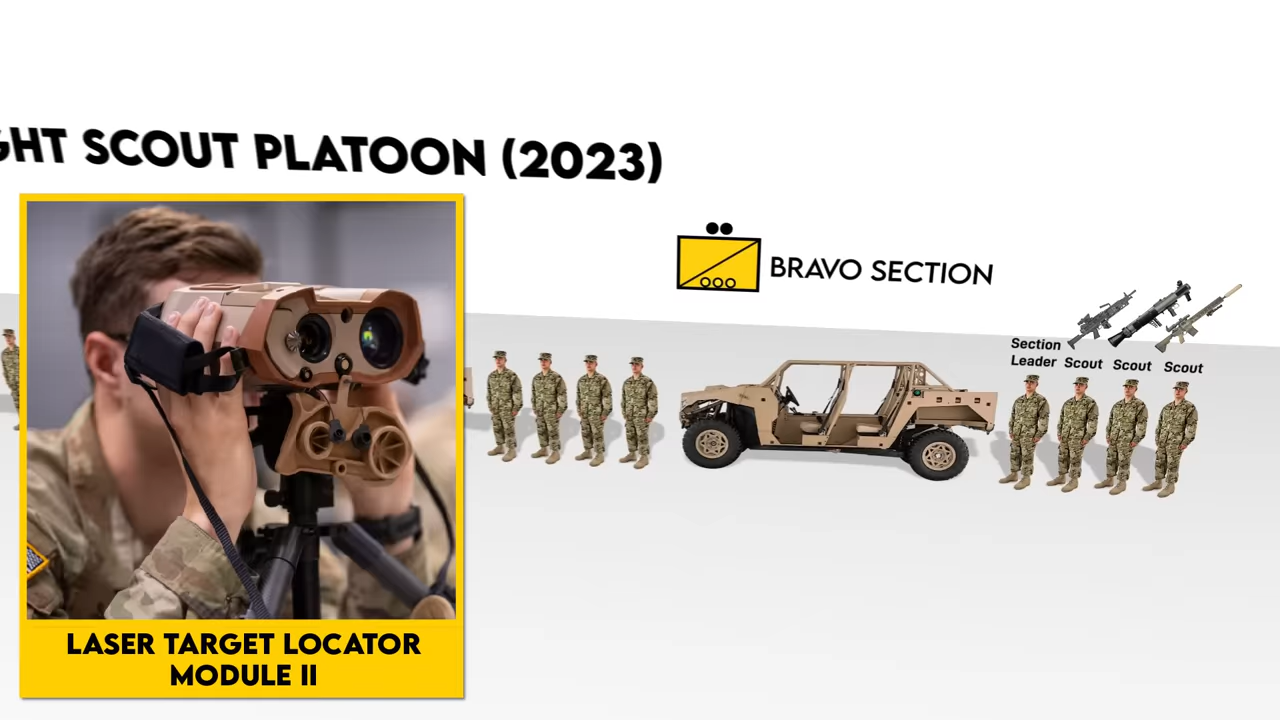 SCOUT PLATOON (2023)
BRAVO SECTION
Section
Leader Scout Scout Scout
LASER TARGET LOCATOR
MODULE II